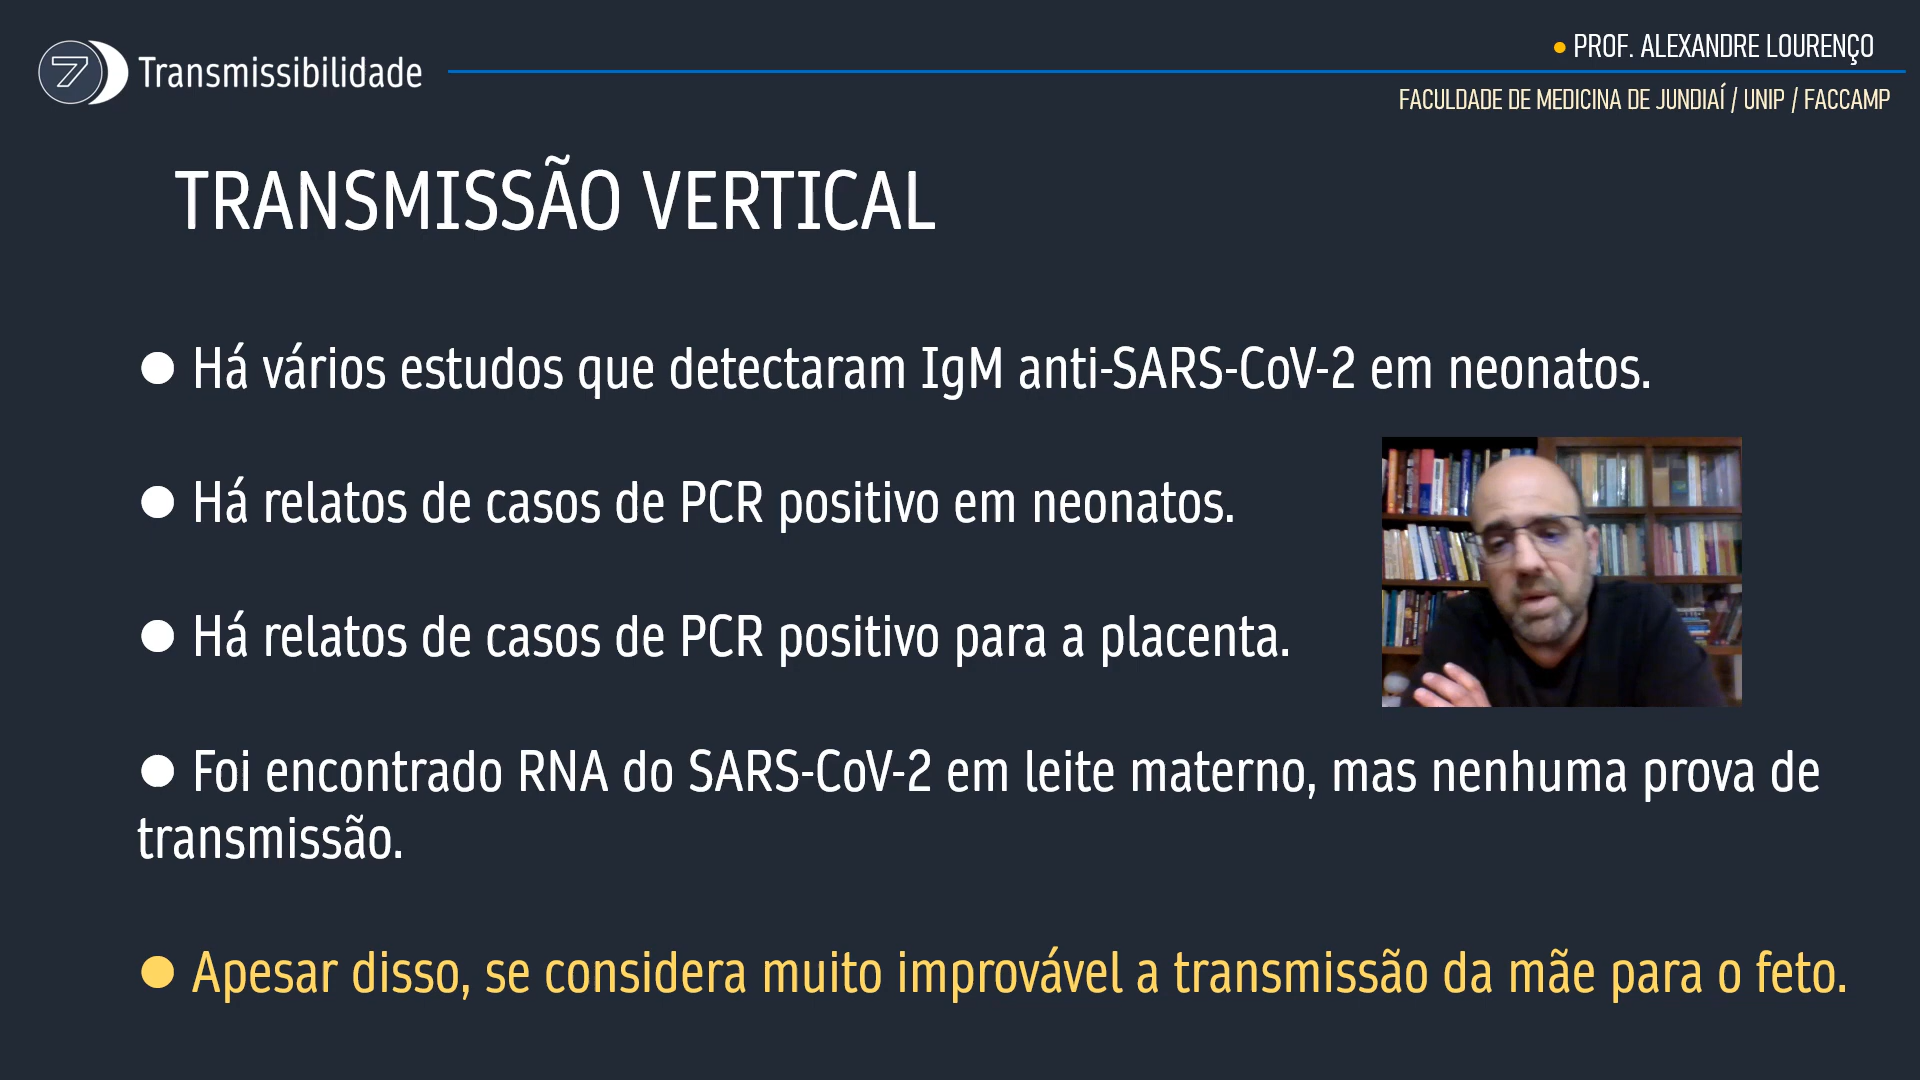 7 Transmissibilidade
● PROF. ALEXANDRE LOURENÇO
FACULDADE DE MEDICINA DE JUNDIAÍ / UNIP / FACCAMP
TRANSMISSÃO VERTICAL
● Há vários estudos que detectaram IgM anti-SARS-CoV-2 em neonatos.
● Há relatos de casos de PCR positivo em neonatos.
● Há relatos de casos de PCR positivo para a placenta.
● Foi encontrado RNA do SARS-CoV-2 em leite materno, mas nenhuma prova de
transmissão.
● Apesar disso, se considera muito improvável a transmissão da mãe para o feto.